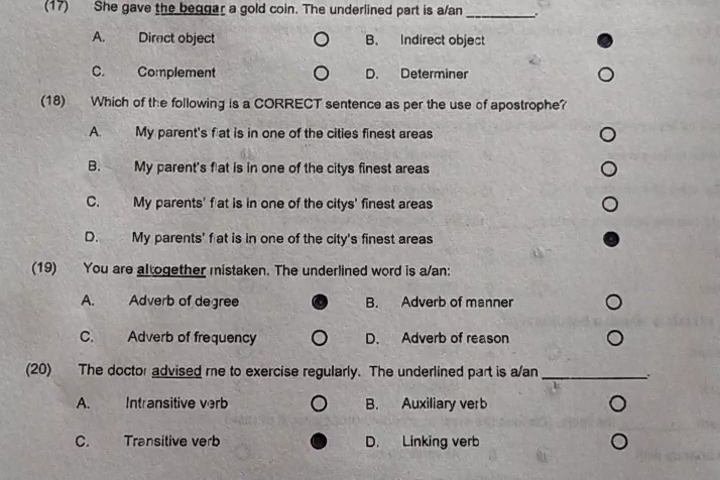 (17) She gave the beggar a gold coin. The underlined part is a/an ________.
A. Direct object B. Indirect object
C. Complement D. Determiner
(18) Which of the following is a CORRECT sentence as per the use of apostrophe?
A. My parent's flat is in one of the cities finest areas
B. My parent's flat is in one of the citys finest areas
C. My parents' flat is in one of the citys' finest areas
D. My parents' flat is in one of the city's finest areas
(19) You are altogether mistaken. The underlined word is a/an:
A. Adverb of degree B. Adverb of manner
C. Adverb of frequency D. Adverb of reason
(20) The doctor advised me to exercise regularly. The underlined part is a/an ____________.
A. Intransitive verb B. Auxiliary verb
C. Transitive verb D. Linking verb